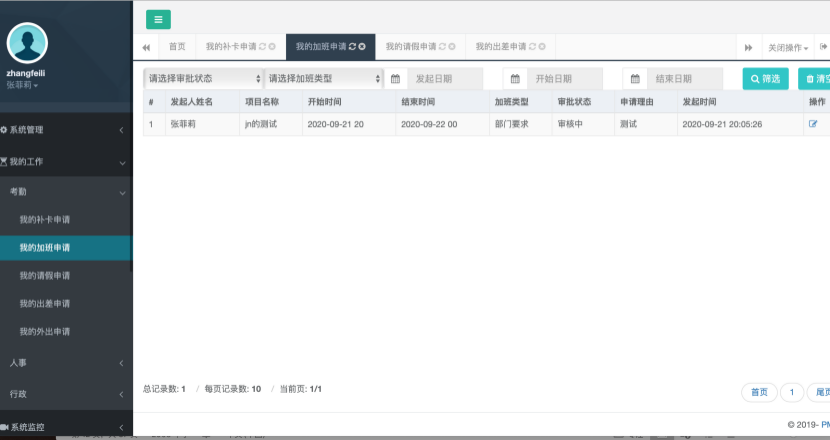 首页 我的补卡申请 我的加班申请 我的请假申请 我的出差申请 关闭操作
zhangfeili
张菲莉
请选择审批状态 请选择加班类型 发起日期 开始日期 结束日期 筛选 清空
# 发起人姓名 项目名称 开始时间 结束时间 加班类型 审批状态 申请理由 发起时间 操作
1 张菲莉 jn的测试 2020-09-21 20 2020-09-22 00 部门要求 审核中 测试 2020-09-21 20:05:26
系统管理
我的工作
考勤
我的补卡申请
我的加班申请
我的请假申请
我的出差申请
我的外出申请
人事
行政
系统监控
总记录数: 1 / 每页记录数: 10 / 当前页: 1/1
首页 1 尾页
© 2019-